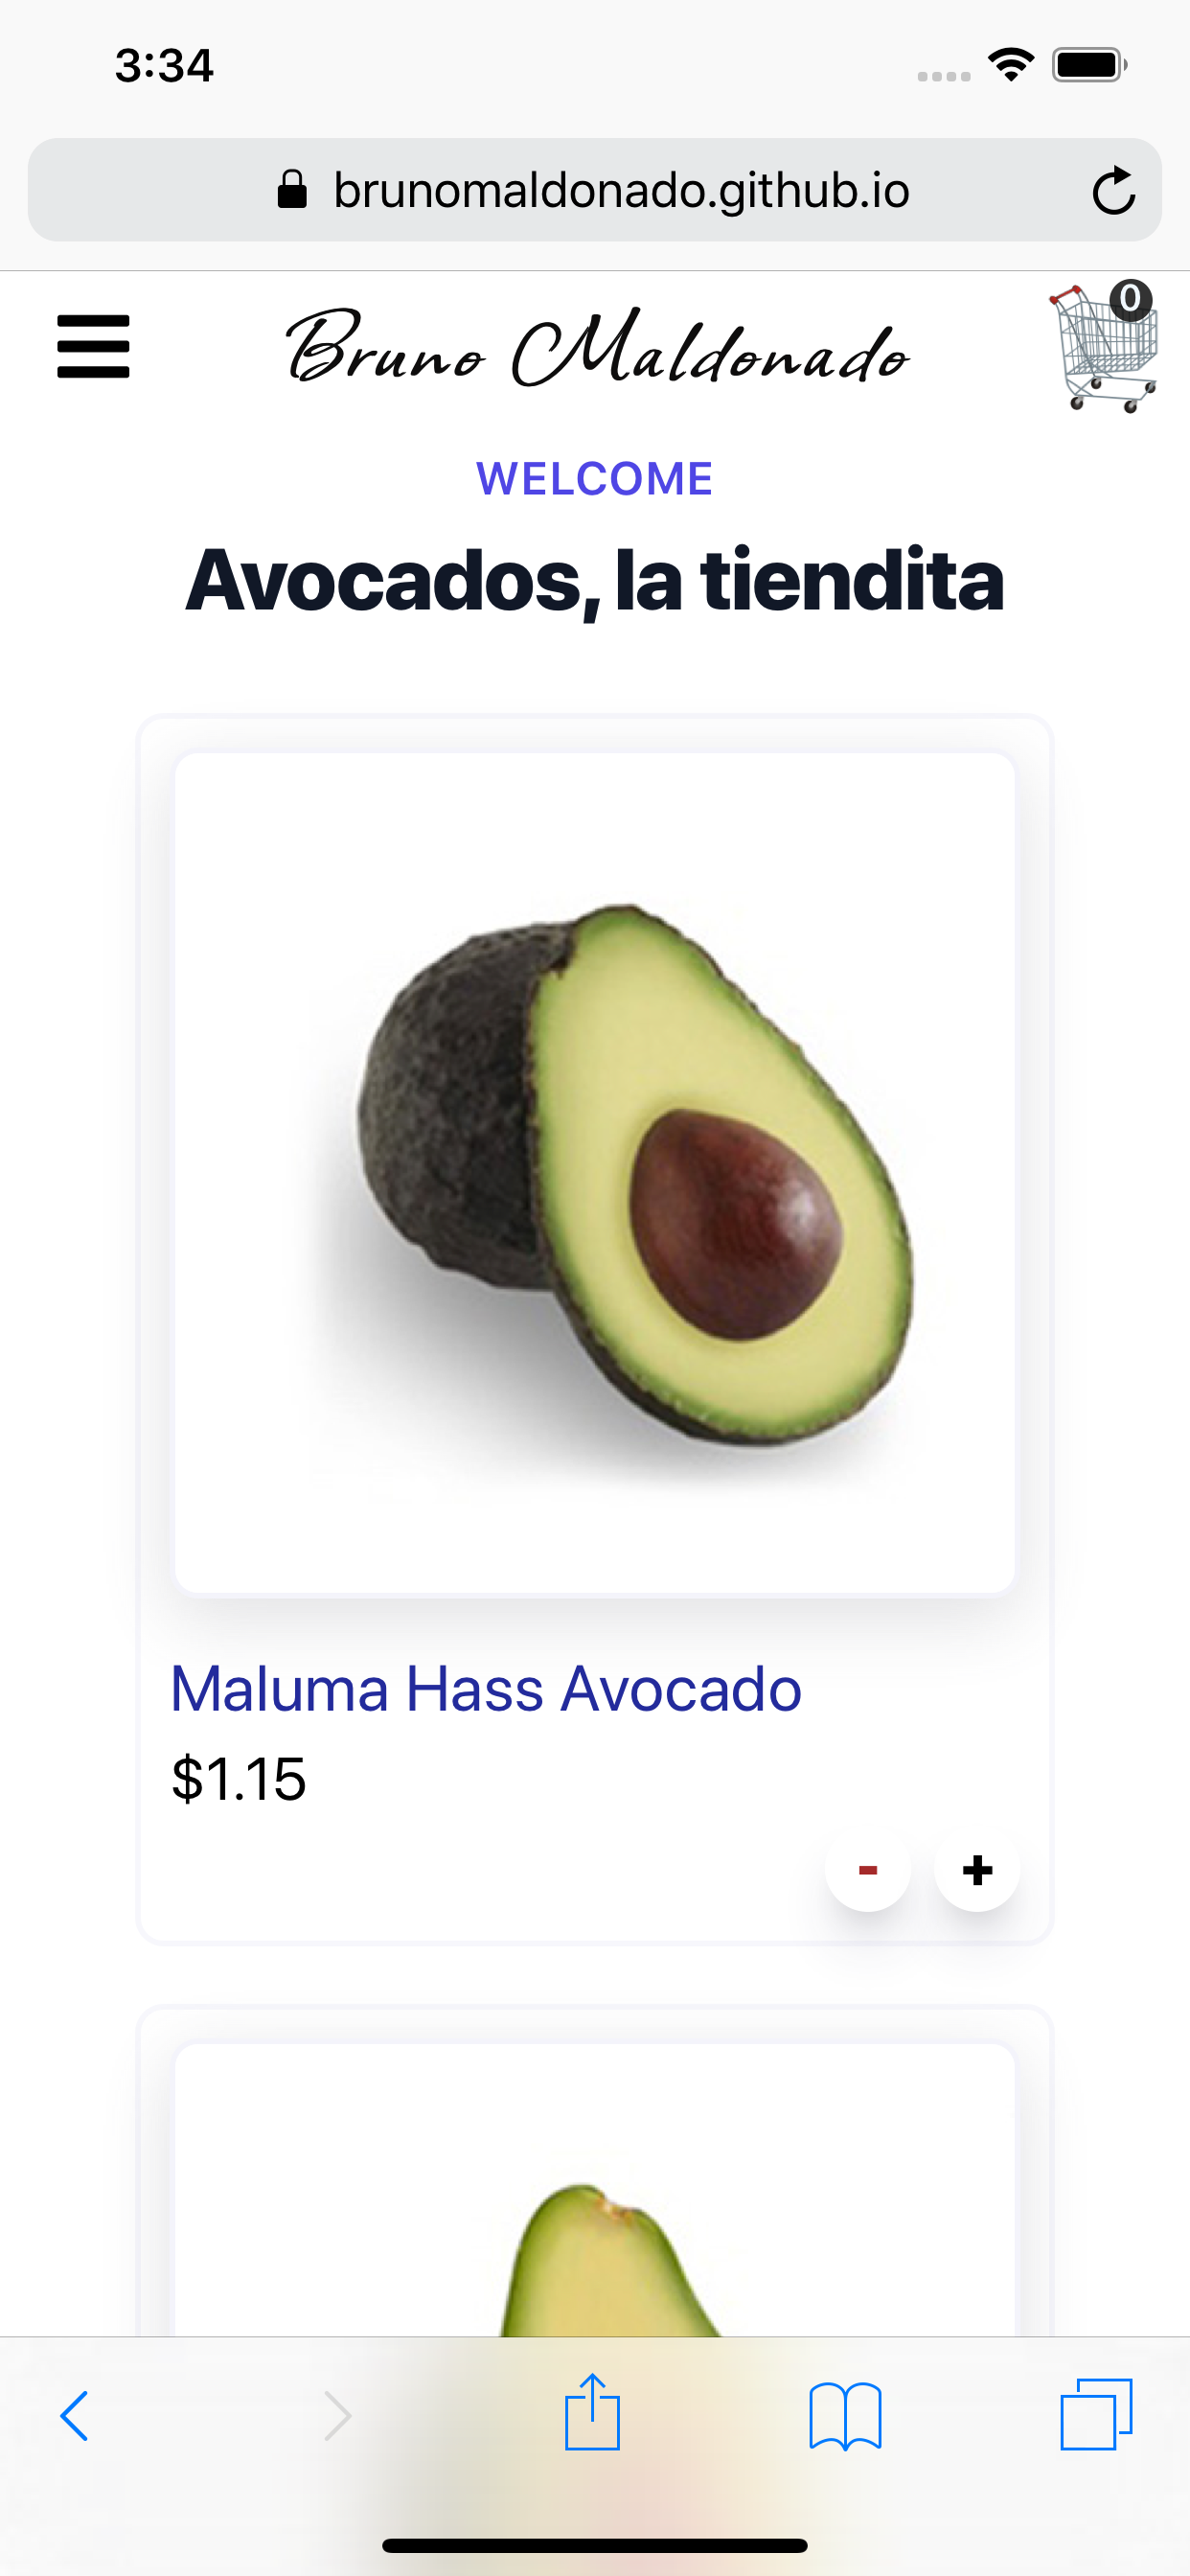 3:34
brunomaldonado.github.io
Bruno Maldonado
0
WELCOME
Avocados, la tiendita
Maluma Hass Avocado
$1.15
- +